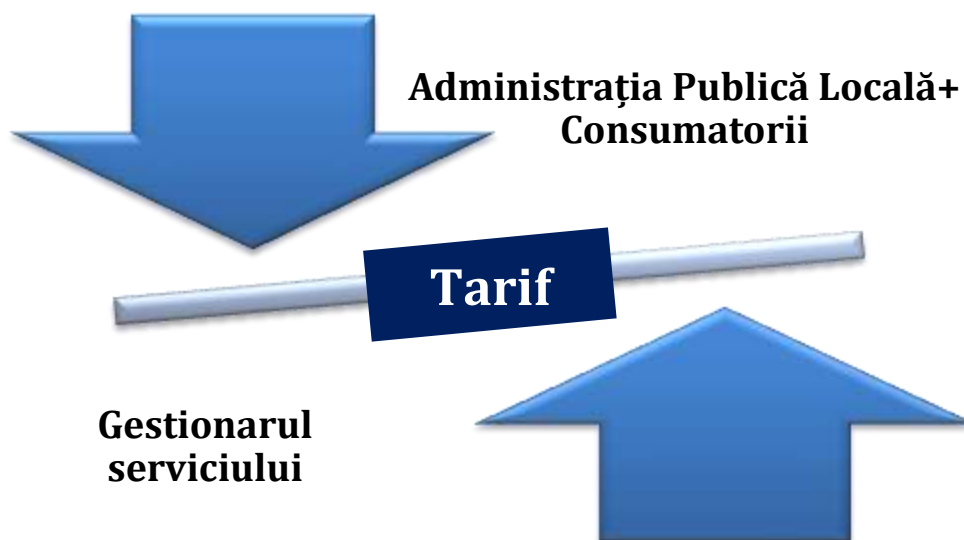 Administrația Publică Locală+
Consumatorii
Tarif
Gestionarul
serviciului